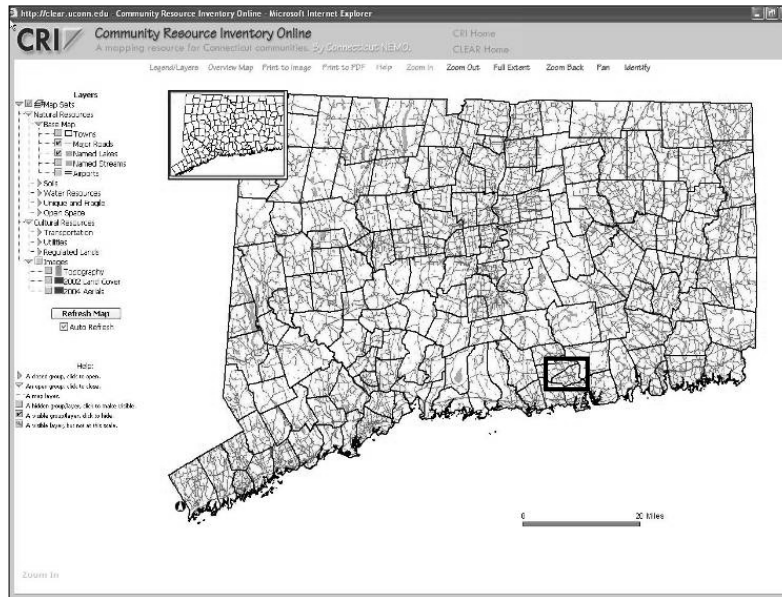 http://clear.uconn.edu - Community Resource Inventory Online - Microsoft Internet Explorer
CRI
Community Resource Inventory Online
A mapping resource for Connecticut communities. By Connecticut NEMO.
CRI Home
CLEAR Home
Legend/Layers Overview Map Print to Image Print to PDF Help Zoom In Zoom Out Full Extent Zoom Back Pan Identify
Layers
Map Sets
Natural Resources
Base Map
Towns
Major Roads
Named Lakes
Named Streams
Airports
Soils
Water Resources
Unique and Fragile
Open Space
Cultural Resources
Transportation
Utilities
Regulated Lands
Images
Topography
2002 Land Cover
2004 Aerials
Refresh Map
Auto Refresh
Help:
A closed group, click to open.
An open group, click to close.
A map layer.
A hidden group/layer, click to make visible.
A visible group/layer, click to hide.
A visible layer, but not at this scale.
0 20 Miles
Zoom In